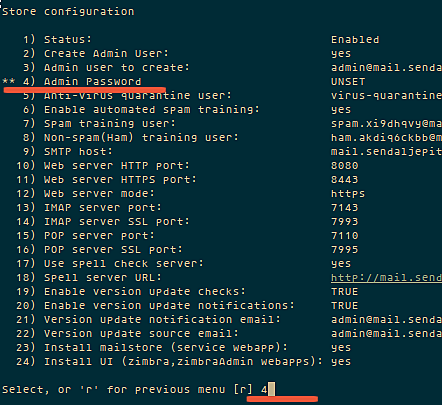 Store configuration
1) Status: Enabled
2) Create Admin User: yes
3) Admin user to create: admin@mail.senda
** 4) Admin Password UNSET
5) Anti-virus quarantine user: virus-quarantine
6) Enable automated spam training: yes
7) Spam training user: spam.xi9dhqvy@ma
8) Non-spam(Ham) training user: ham.akdiq6ckbb@m
9) SMTP host: mail.sendaljepit
10) Web server HTTP port: 8080
11) Web server HTTPS port: 8443
12) Web server mode: https
13) IMAP server port: 7143
14) IMAP server SSL port: 7993
15) POP server port: 7110
16) POP server SSL port: 7995
17) Use spell check server: yes
18) Spell server URL: http://mail.send
19) Enable version update checks: TRUE
20) Enable version update notifications: TRUE
21) Version update notification email: admin@mail.senda
22) Version update source email: admin@mail.senda
23) Install mailstore (service webapp): yes
24) Install UI (zimbra,zimbraAdmin webapps): yes
Select, or 'r' for previous menu [r] 4